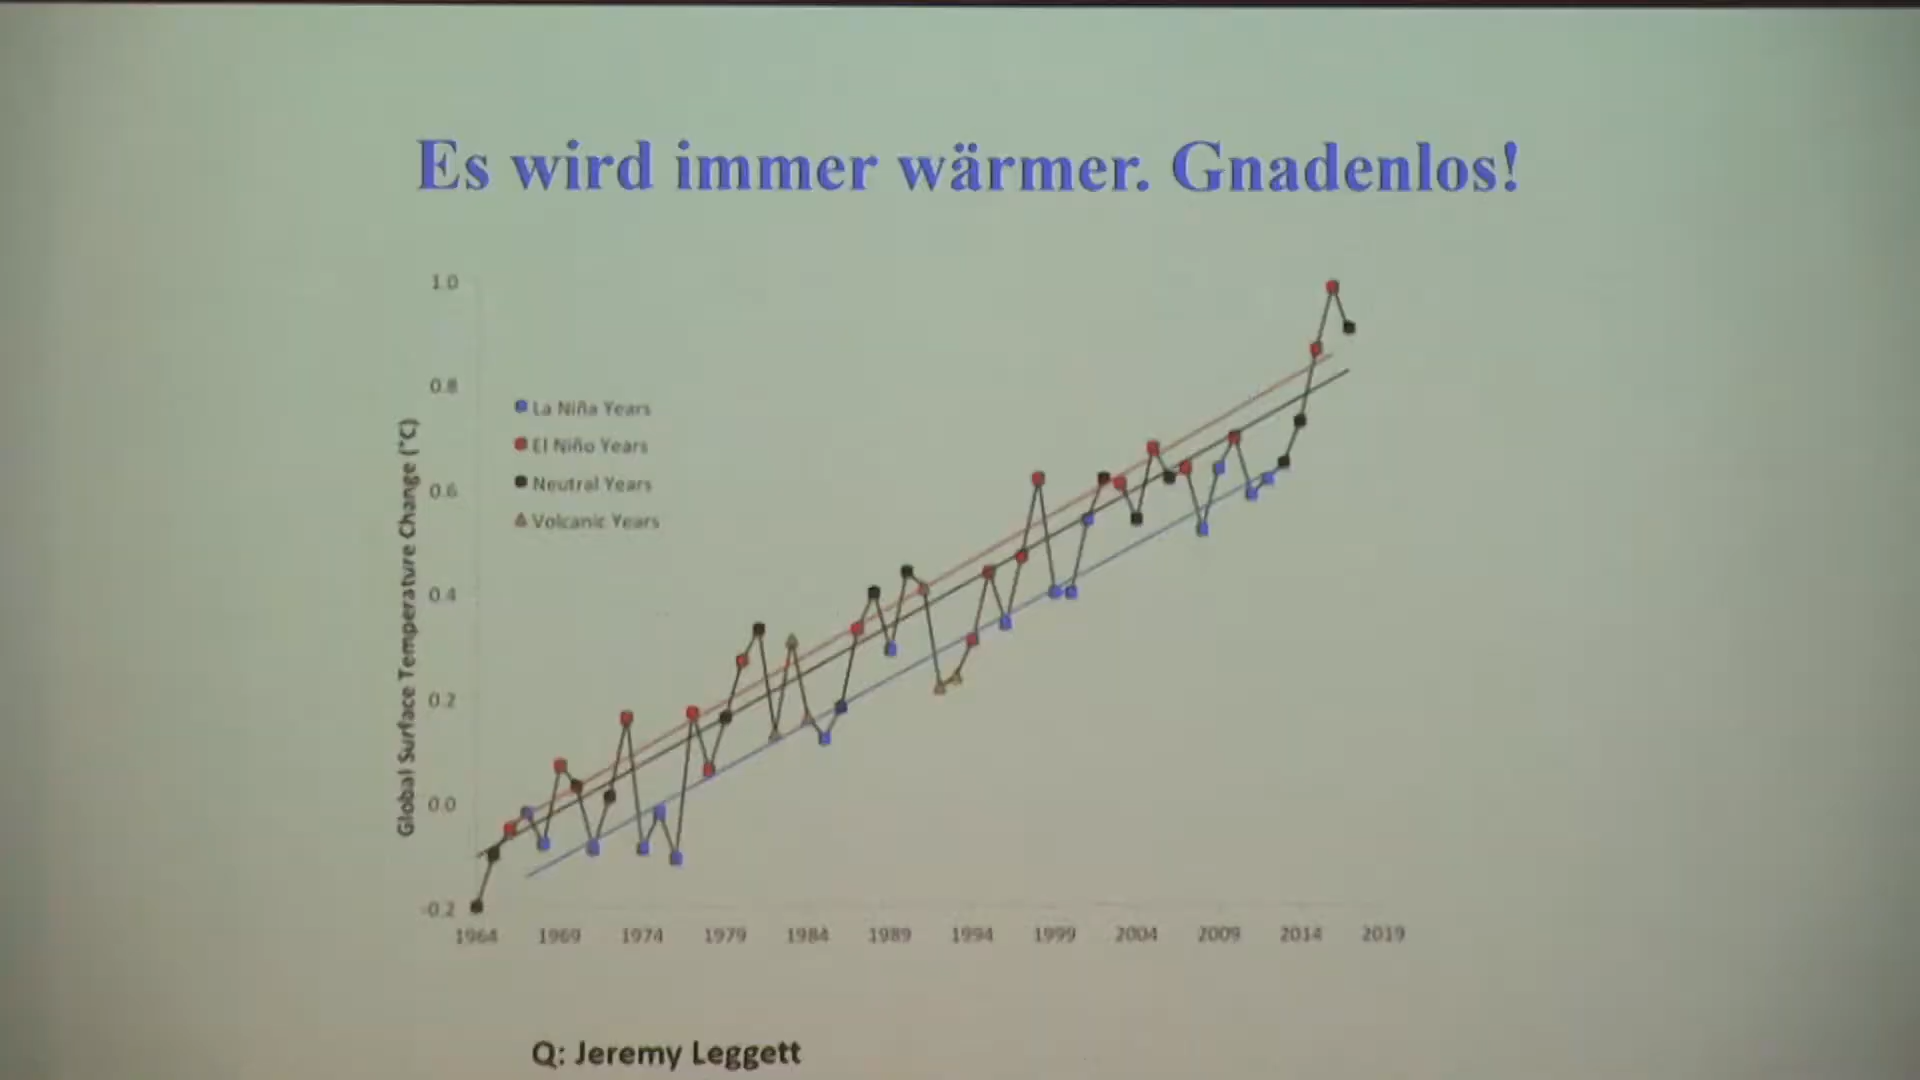 Es wird immer wärmer. Gnadenlos!
Global Surface Temperature Change (°C)
1.0
0.8
0.6
0.4
0.2
0.0
-0.2
La Niña Years
El Niño Years
Neutral Years
Volcanic Years
1964 1969 1974 1979 1984 1989 1994 1999 2004 2009 2014 2019
Q: Jeremy Leggett